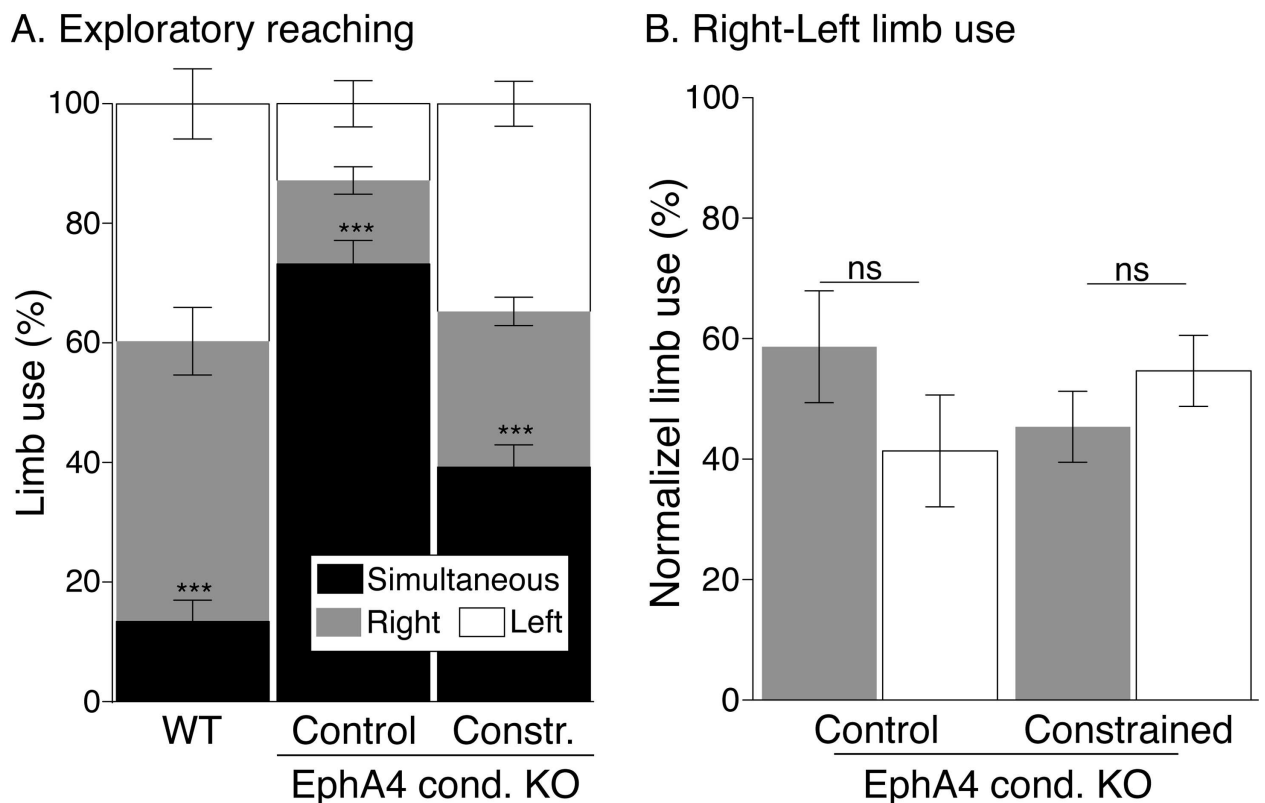 A. Exploratory reaching
Limb use (%)
100
80
60
40
20
0
***
***
***
Simultaneous
Right Left
WT Control Constr.
EphA4 cond. KO
B. Right-Left limb use
Normalizel limb use (%)
100
80
60
40
20
0
ns ns
Control Constrained
EphA4 cond. KO